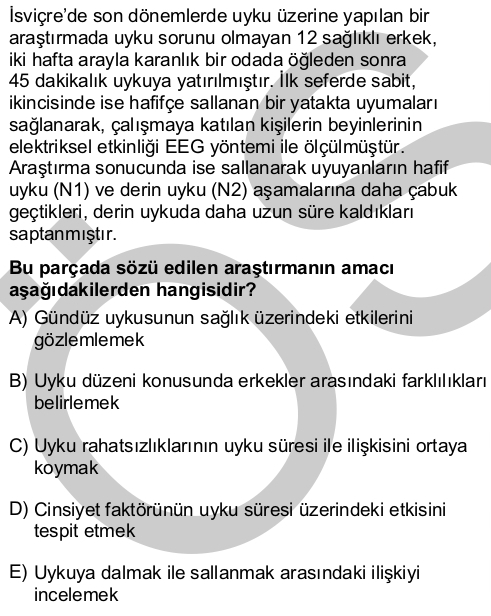 İsviçre’de son dönemlerde uyku üzerine yapılan bir
araştırmada uyku sorunu olmayan 12 sağlıklı erkek,
iki hafta arayla karanlık bir odada öğleden sonra
45 dakikalık uykuya yatırılmıştır. İlk seferde sabit,
ikincisinde ise hafifçe sallanan bir yatakta uyumaları
sağlanarak, çalışmaya katılan kişilerin beyinlerinin
elektriksel etkinliği EEG yöntemi ile ölçülmüştür.
Araştırma sonucunda ise sallanarak uyuyanların hafif
uyku (N1) ve derin uyku (N2) aşamalarına daha çabuk
geçtikleri, derin uykuda daha uzun süre kaldıkları
saptanmıştır.
Bu parçada sözü edilen araştırmanın amacı
aşağıdakilerden hangisidir?
A) Gündüz uykusunun sağlık üzerindeki etkilerini
gözlemlemek
B) Uyku düzeni konusunda erkekler arasındaki farklılıkları
belirlemek
C) Uyku rahatsızlıklarının uyku süresi ile ilişkisini ortaya
koymak
D) Cinsiyet faktörünün uyku süresi üzerindeki etkisini
tespit etmek
E) Uykuya dalmak ile sallanmak arasındaki ilişkiyi
incelemek